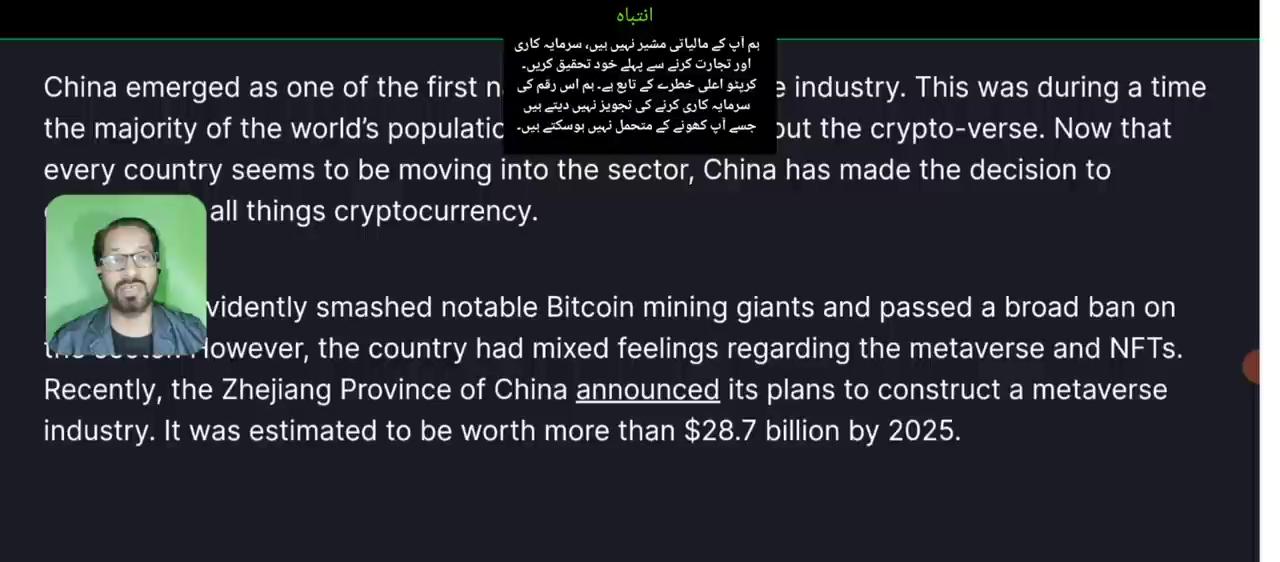 انتباہ
ہم آپ کے مالیاتی مشیر نہیں ہیں، سرمایہ کاری
اور تجارت کرنے سے پہلے خود تحقیق کریں۔
کرپٹو اعلی خطرے کے تابع ہے۔ ہم اس رقم کی
سرمایہ کاری کرنے کی تجویز نہیں دیتے ہیں
جسے آپ کھونے کے متحمل نہیں ہوسکتے ہیں۔
China emerged as one of the first industry. This was during a time
the majority of the world’s the crypto-verse. Now that
every country seems to be moving into the sector, China has made the decision to
all things cryptocurrency.
smashed notable Bitcoin mining giants and passed a broad ban on
However, the country had mixed feelings regarding the metaverse and NFTs.
Recently, the Zhejiang Province of China announced its plans to construct a metaverse
industry. It was estimated to be worth more than $28.7 billion by 2025.